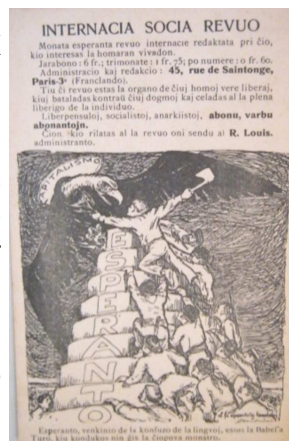 INTERNACIA SOCIA REVUO
Monata esperanta revuo internacie redaktata pri ĉio,
kio interesas la homaran vivadon.
Jarabono : 6 fr.; trimonate : 1 fr. 75; po numere : 0 fr. 60.
Administracio kaj redakcio : 45, rue de Saintonge,
Paris-3e (Franclando).
Tiu ĉi revuo estas la organo de ĉiuj homoj vere liberaj,
kiuj bataladas kontraŭ ĉiuj dogmoj kaj celadas al la plena
liberigo de la individuo.
Liberpensuloj, socialistoj, anarkiistoj, abonu, varbu
abonantojn.
Ĉion kio rilatas al la revuo oni sendu al R. Louis.
administranto.
KAPITALISMO
ESPERANTO
Esperanto, venkinto de la konfuzo de la lingvoj, estos la Babel'a
Turo, kiu kondukos nin ĝis la ĉiopova monstro.